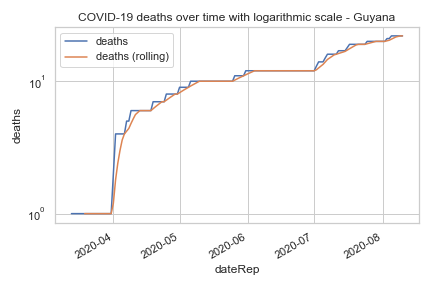 COVID-19 deaths over time with logarithmic scale - Guyana
deaths
deaths (rolling)
10¹
10⁰
deaths
2020-04
2020-05
2020-06
2020-07
2020-08
dateRep